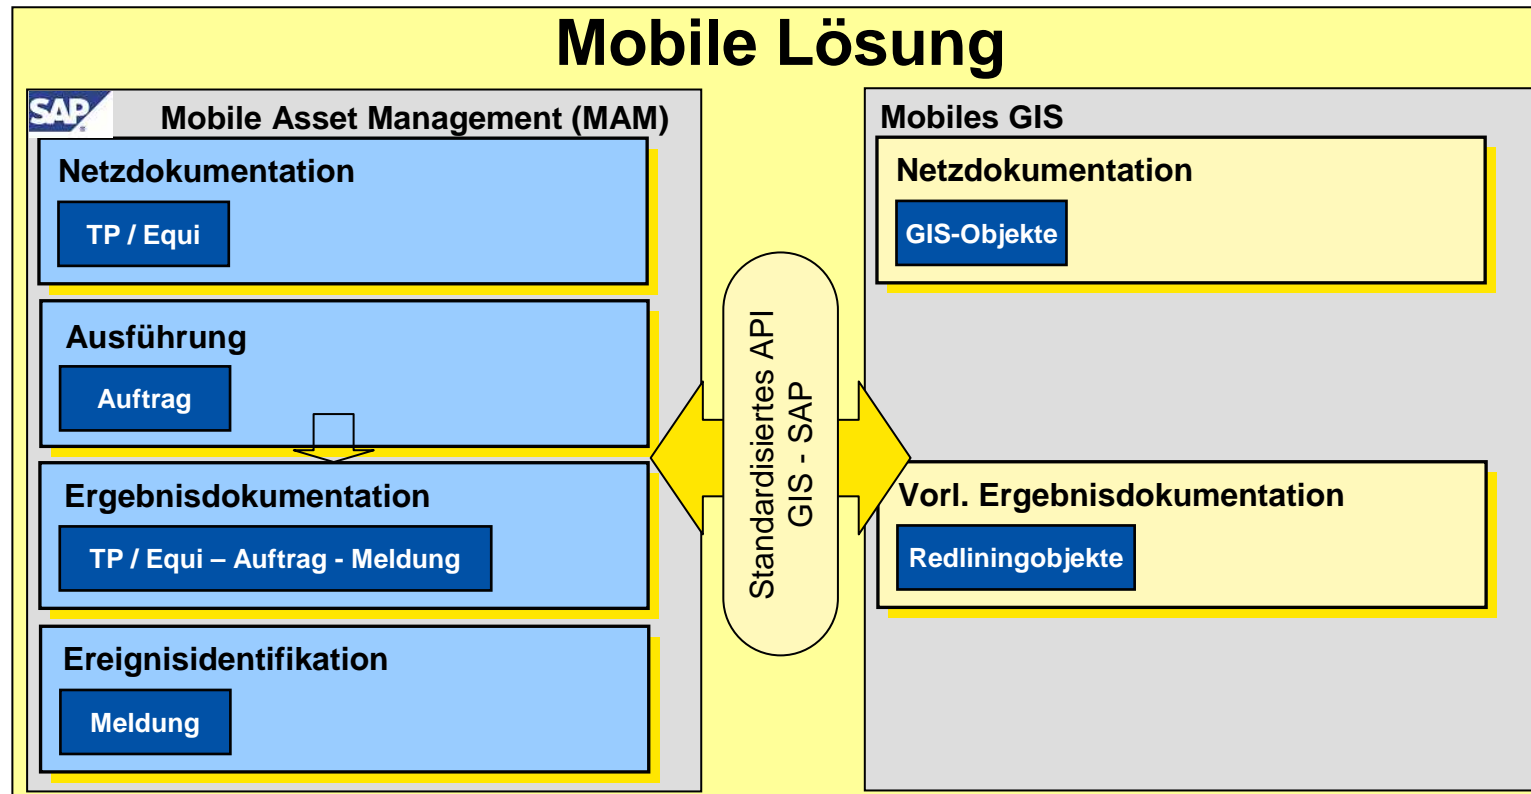 Mobile Lösung
SAP
Mobile Asset Management (MAM)
Netzdokumentation
TP / Equi
Ausführung
Auftrag
Ergebnisdokumentation
TP / Equi – Auftrag - Meldung
Ereignisidentifikation
Meldung
Standardisiertes API
GIS - SAP
Mobiles GIS
Netzdokumentation
GIS-Objekte
Vorl. Ergebnisdokumentation
Redliningobjekte